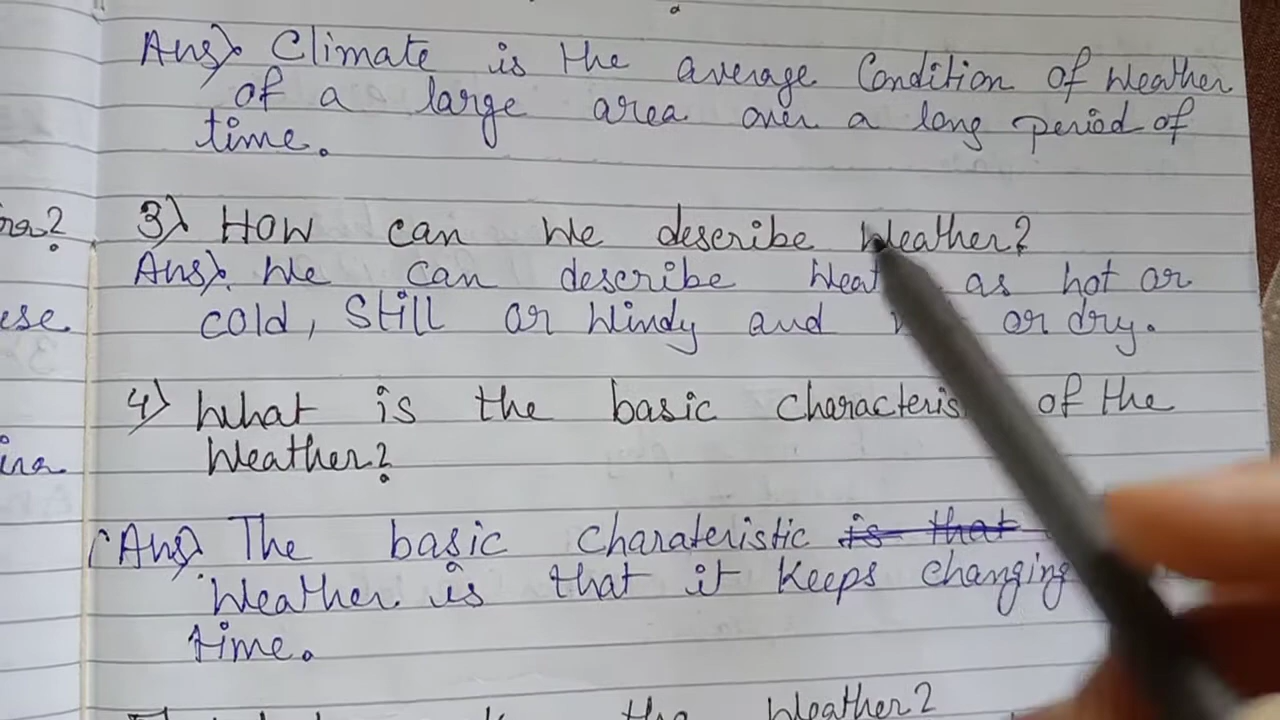 Ans> Climate is the average Condition of Weather
of a large area over a long period of
time.
3> How can We describe Weather?
Ans>. We can describe as hot or
cold, Still or Windy and or dry.
4> What is the basic of the
Weather?
Ans> The basic charateristic is that
Weather is that it Keeps changing
time.
the Weather?